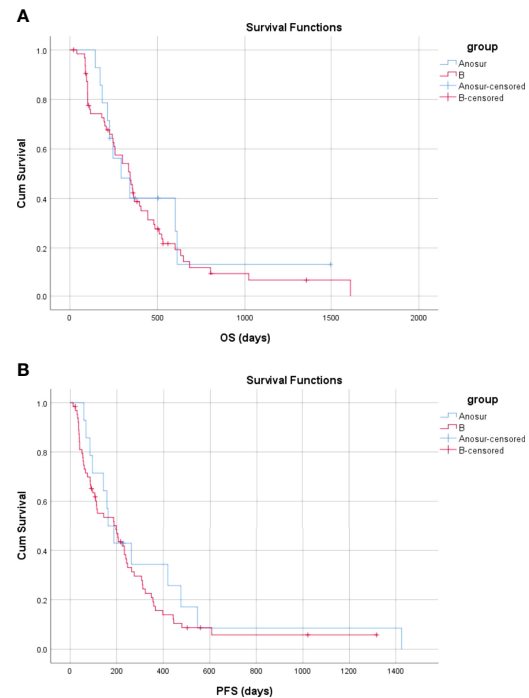 A
Survival Functions
group
Anosur
B
Anosur-censored
B-censored
Cum Survival
1.0
0.8
0.6
0.4
0.2
0.0
0
500
1000
1500
2000
OS (days)
B
Survival Functions
group
Anosur
B
Anosur-censored
B-censored
Cum Survival
1.0
0.8
0.6
0.4
0.2
0.0
0
200
400
600
800
1000
1200
1400
PFS (days)